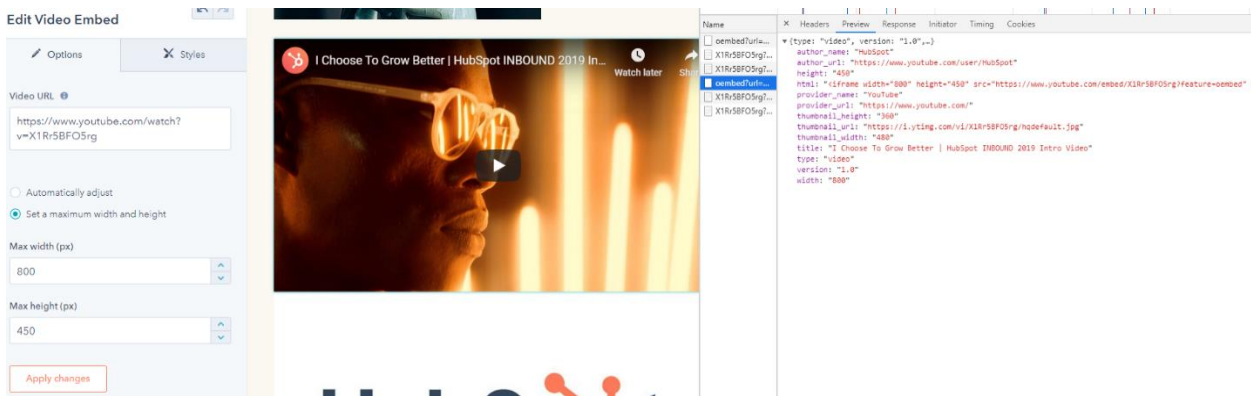 Edit Video Embed
Options
Styles
Video URL
https://www.youtube.com/watch?
v=X1Rr5BFO5rg
Automatically adjust
Set a maximum width and height
Max width (px)
800
Max height (px)
450
Apply changes
I Choose To Grow Better | HubSpot INBOUND 2019 In...
Watch later
Shar
Name
oembed?url=...
X1Rr5BFO5rg?...
X1Rr5BFO5rg?...
oembed?url=...
X1Rr5BFO5rg?...
X1Rr5BFO5rg?...
× Headers Preview Response Initiator Timing Cookies
▼{type: "video", version: "1.0",…}
author_name: "HubSpot"
author_url: "https://www.youtube.com/user/HubSpot"
height: "450"
html: "<iframe width="800" height="450" src="https://www.youtube.com/embed/X1Rr5BFO5rg?feature=oembed"
provider_name: "YouTube"
provider_url: "https://www.youtube.com/"
thumbnail_height: "360"
thumbnail_url: "https://i.ytimg.com/vi/X1Rr5BFO5rg/hqdefault.jpg"
thumbnail_width: "480"
title: "I Choose To Grow Better | HubSpot INBOUND 2019 Intro Video"
type: "video"
version: "1.0"
width: "800"